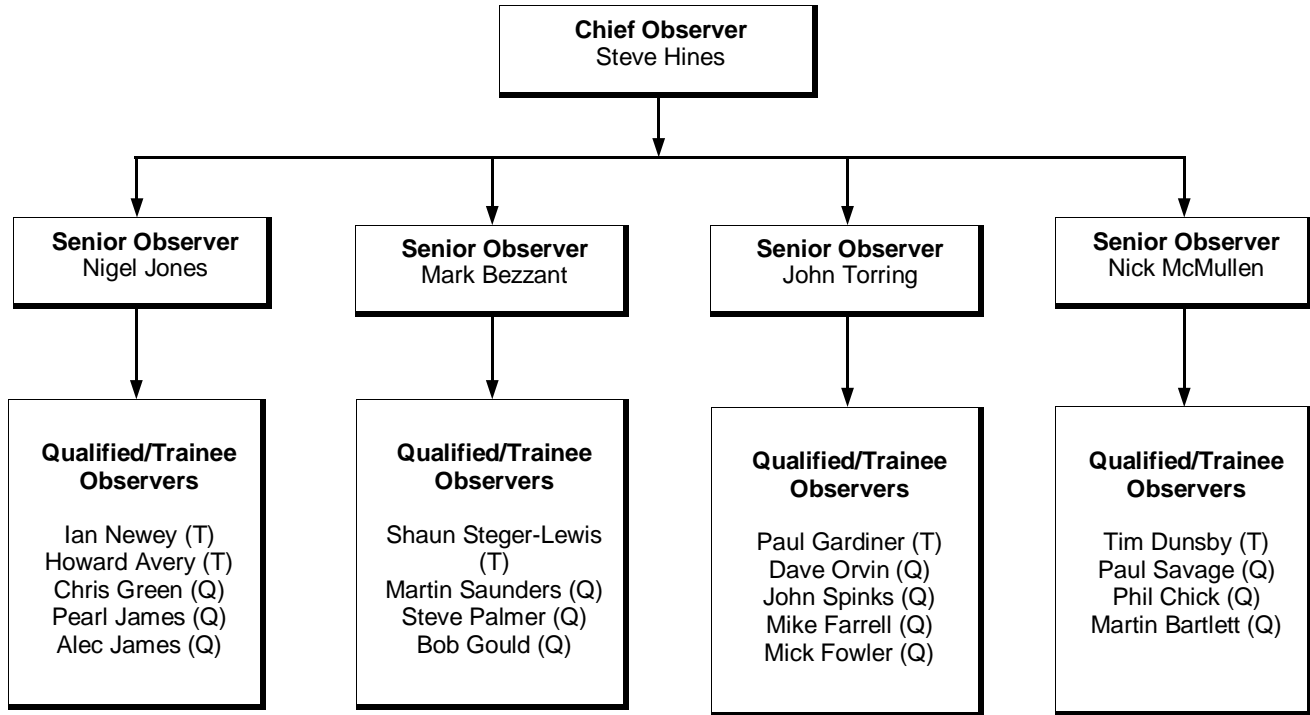 Chief Observer
Steve Hines
Senior Observer
Nigel Jones
Senior Observer
Mark Bezzant
Senior Observer
John Torring
Senior Observer
Nick McMullen
Qualified/Trainee
Observers
Ian Newey (T)
Howard Avery (T)
Chris Green (Q)
Pearl James (Q)
Alec James (Q)
Qualified/Trainee
Observers
Shaun Steger-Lewis
(T)
Martin Saunders (Q)
Steve Palmer (Q)
Bob Gould (Q)
Qualified/Trainee
Observers
Paul Gardiner (T)
Dave Orvin (Q)
John Spinks (Q)
Mike Farrell (Q)
Mick Fowler (Q)
Qualified/Trainee
Observers
Tim Dunsby (T)
Paul Savage (Q)
Phil Chick (Q)
Martin Bartlett (Q)